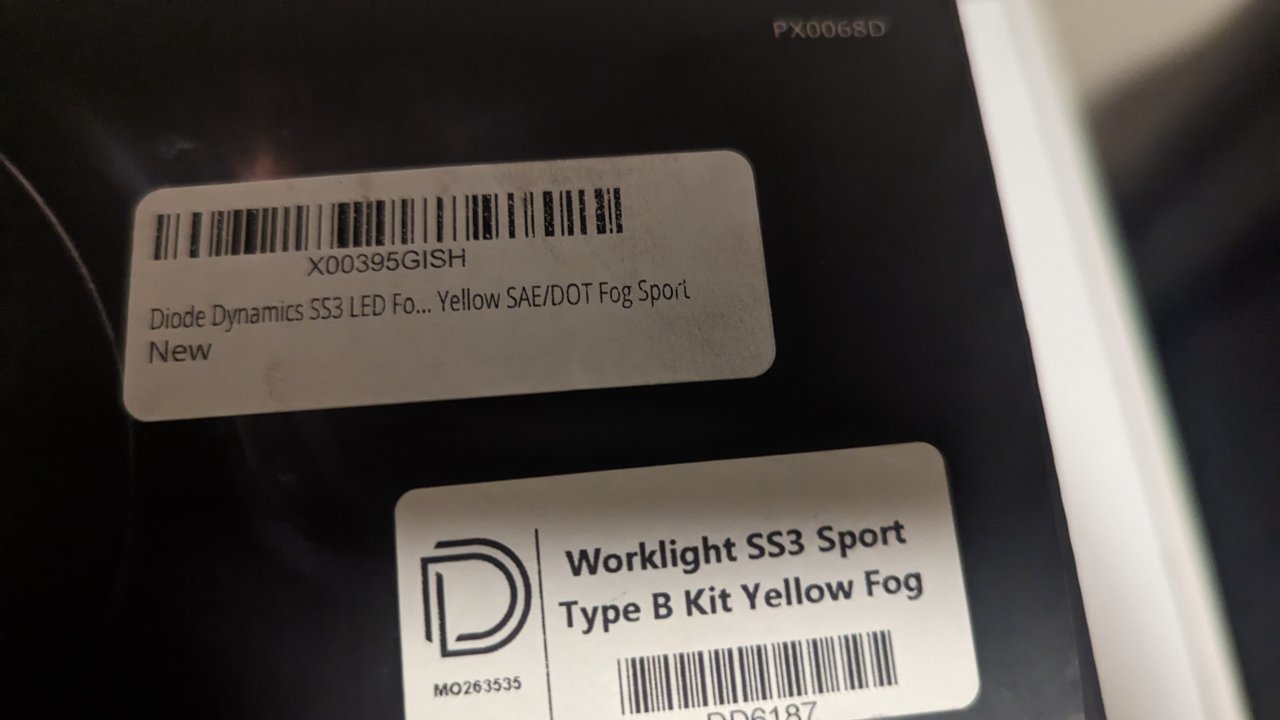 PX0068D
X00395GISH
Diode Dynamics SS3 LED Fo... Yellow SAE/DOT Fog Sport
New
Worklight SS3 Sport
Type B Kit Yellow Fog
MO263535
DD6187